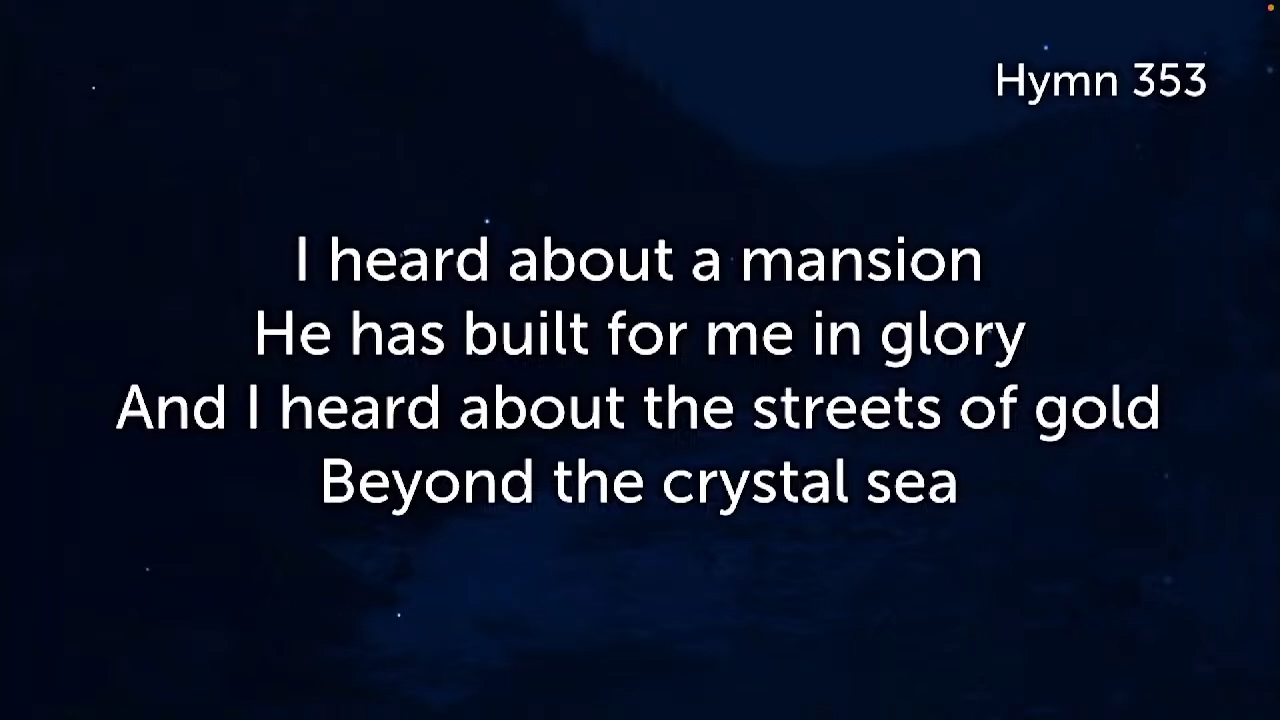 Hymn 353
I heard about a mansion
He has built for me in glory
And I heard about the streets of gold
Beyond the crystal sea